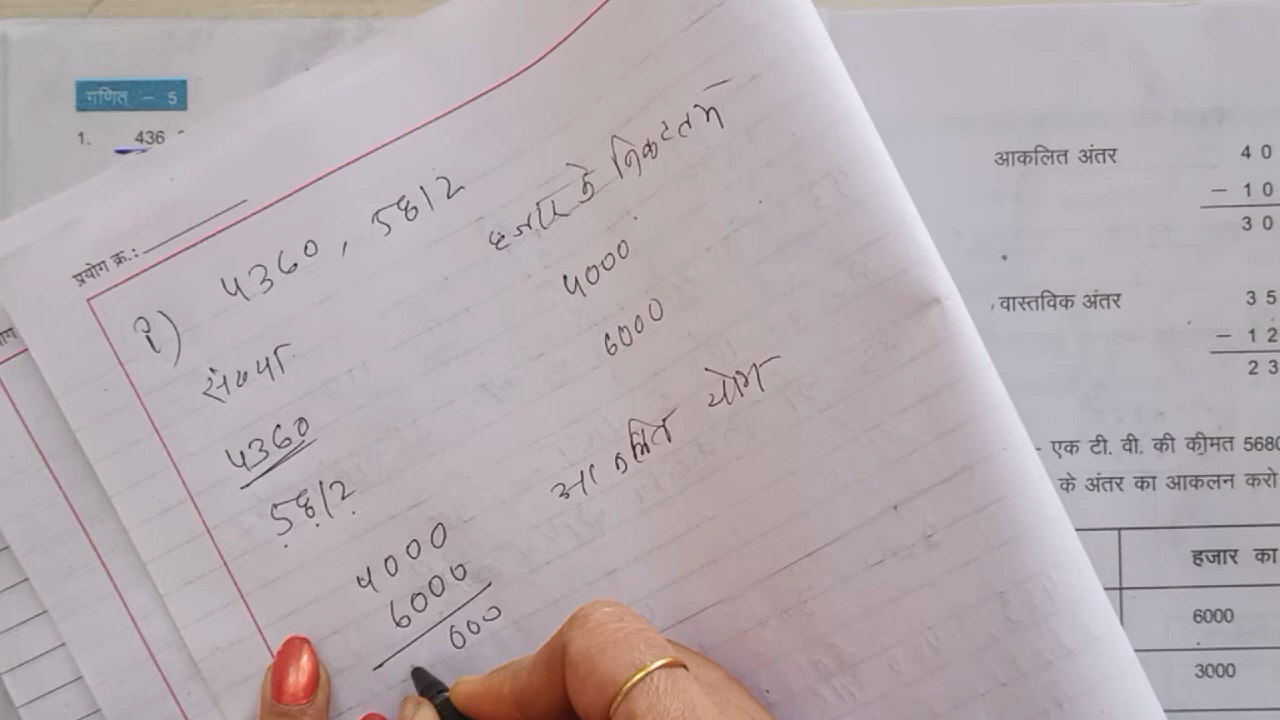 गणित - 5
1. 436
प्रयोग क्र.:
i) 4360, 5812
संख्या हजार के निकटतम
4360 4000
5812 6000
आकलित योग
4000
6000
000
आकलित अंतर 40
- 10
30
वास्तविक अंतर 35
- 12
23
- एक टी. वी. की कीमत 5680
के अंतर का आकलन करो
हजार का
6000
3000